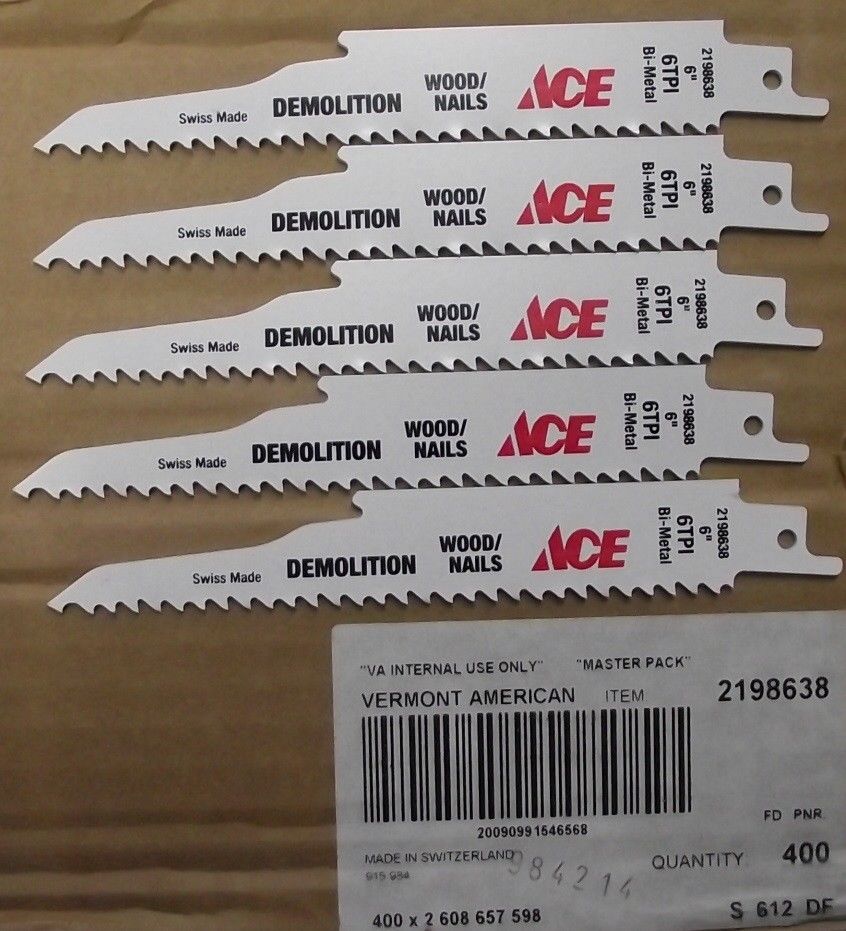 Swiss Made DEMOLITION WOOD/ NAILS ACE Bi-Metal 6TPI 6" 2198638
Swiss Made DEMOLITION WOOD/ NAILS ACE Bi-Metal 6TPI 6" 2198638
Swiss Made DEMOLITION WOOD/ NAILS ACE Bi-Metal 6TPI 6" 2198638
Swiss Made DEMOLITION WOOD/ NAILS ACE Bi-Metal 6TPI 6" 2198638
Swiss Made DEMOLITION WOOD/ NAILS ACE Bi-Metal 6TPI 6" 2198638
"VA INTERNAL USE ONLY" "MASTER PACK"
VERMONT AMERICAN ITEM 2198638
20090991546568
FD PNR
MADE IN SWITZERLAND
QUANTITY 400
915 984
984214
400 x 2 608 657 598
S 612 DF